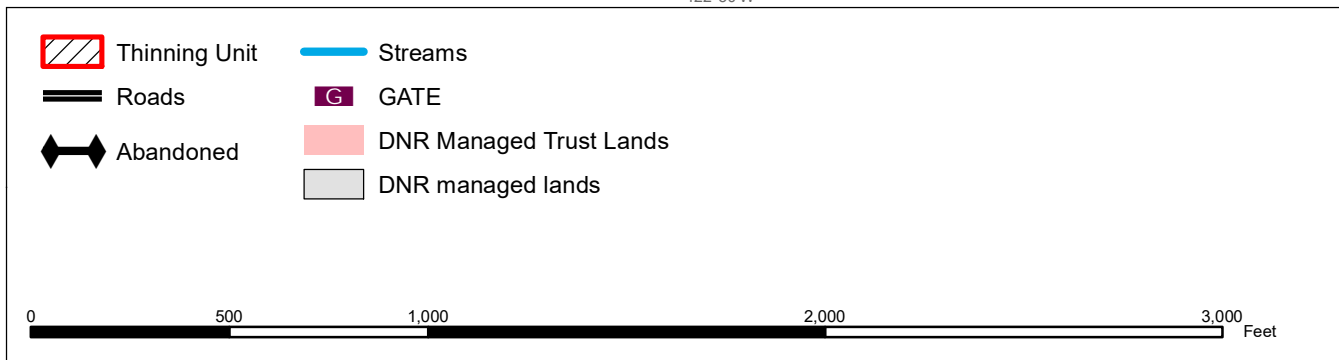 Thinning Unit
Streams
Roads
G
GATE
Abandoned
DNR Managed Trust Lands
DNR managed lands
0 500 1,000 2,000 3,000
Feet